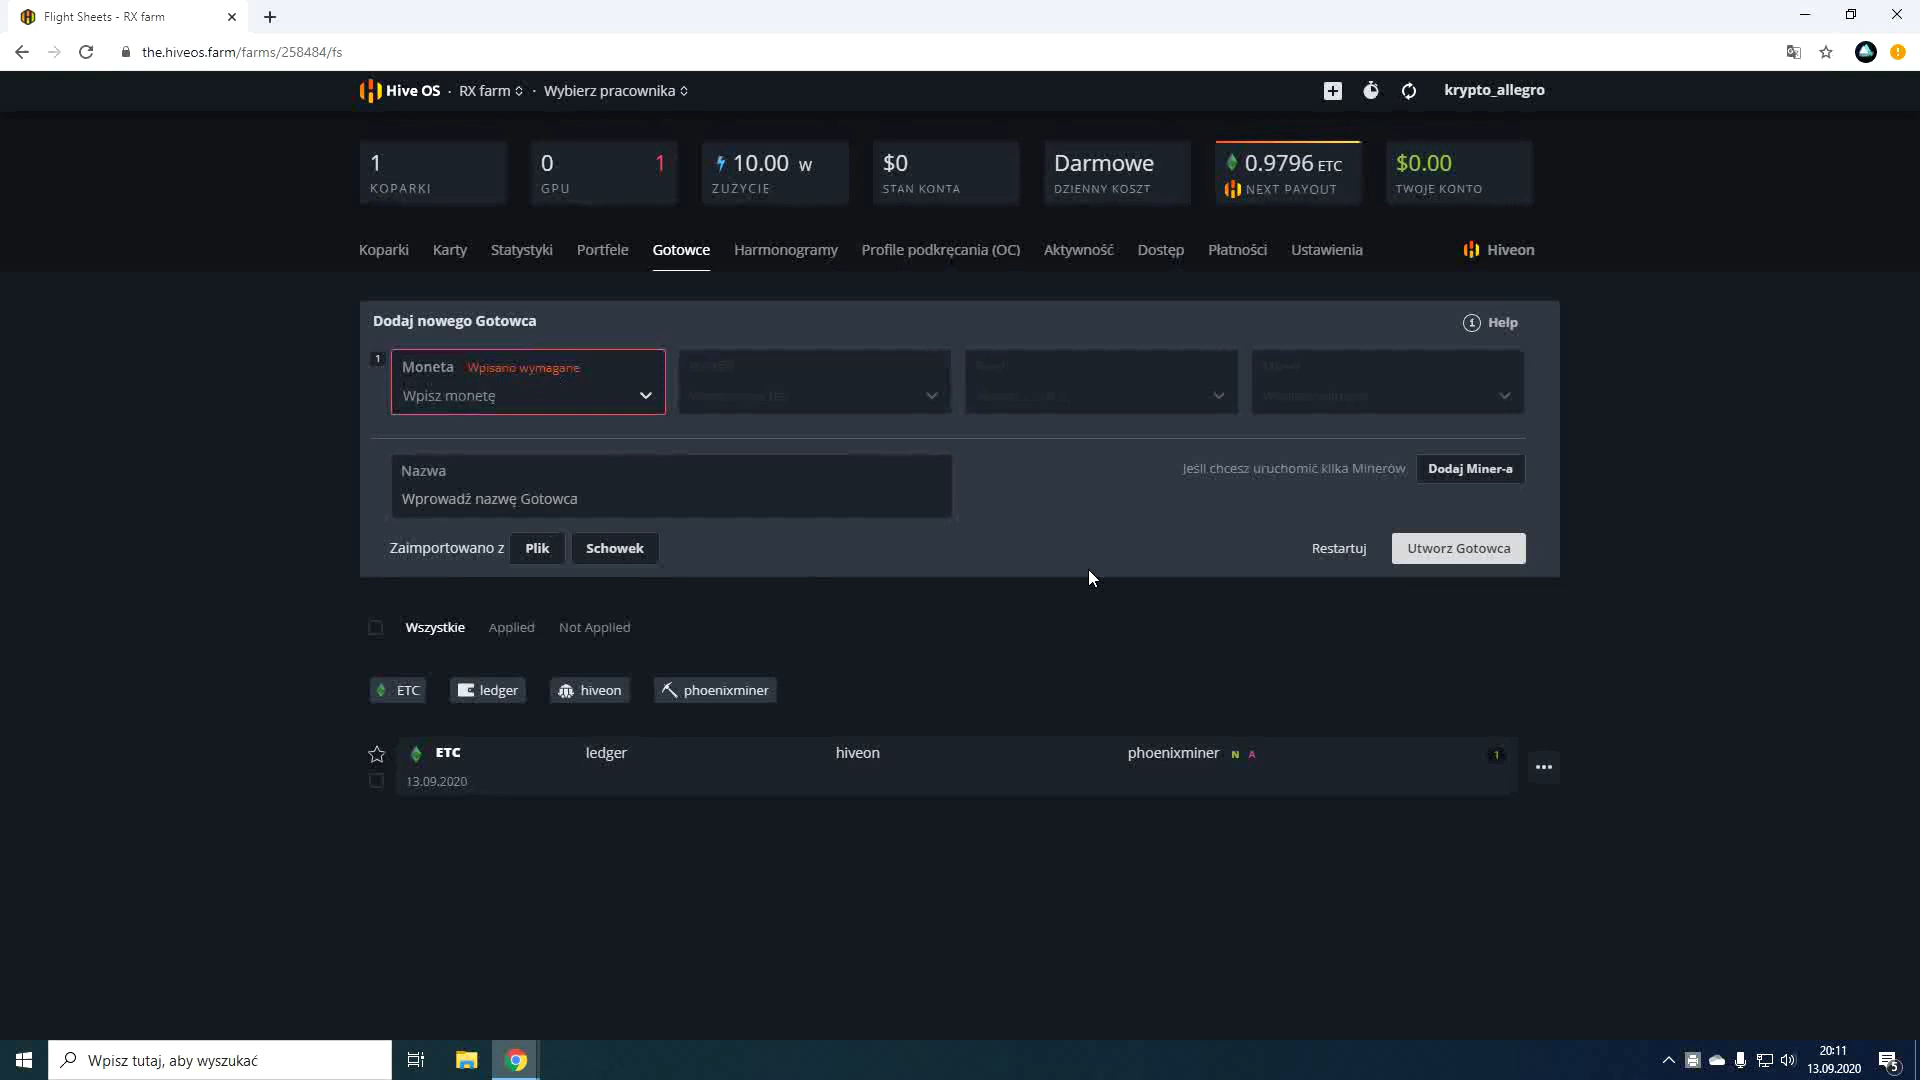 Flight Sheets - RX farm
the.hiveos.farm/farms/258484/fs
Hive OS · RX farm · Wybierz pracownika
krypto_allegro
1
KOPARKI
0 1
GPU
10.00 W
ZUŻYCIE
$0
STAN KONTA
Darmowe
DZIENNY KOSZT
0.9796 ETC
NEXT PAYOUT
$0.00
TWOJE KONTO
Koparki Karty Statystyki Portfele Gotowce Harmonogramy Profile podkręcania (OC) Aktywność Dostęp Płatności Ustawienia Hiveon
Dodaj nowego Gotowca
Help
1
Moneta Wpisano wymagane
Wpisz monetę
Nazwa
Wprowadź nazwę Gotowca
Jeśli chcesz uruchomić kilka Minerów Dodaj Miner-a
Zaimportowano z Plik Schowek
Restartuj Utworz Gotowca
Wszystkie Applied Not Applied
ETC ledger hiveon phoenixminer
ETC ledger hiveon phoenixminer N A 1
13.09.2020
Wpisz tutaj, aby wyszukać
20:11
13.09.2020
5